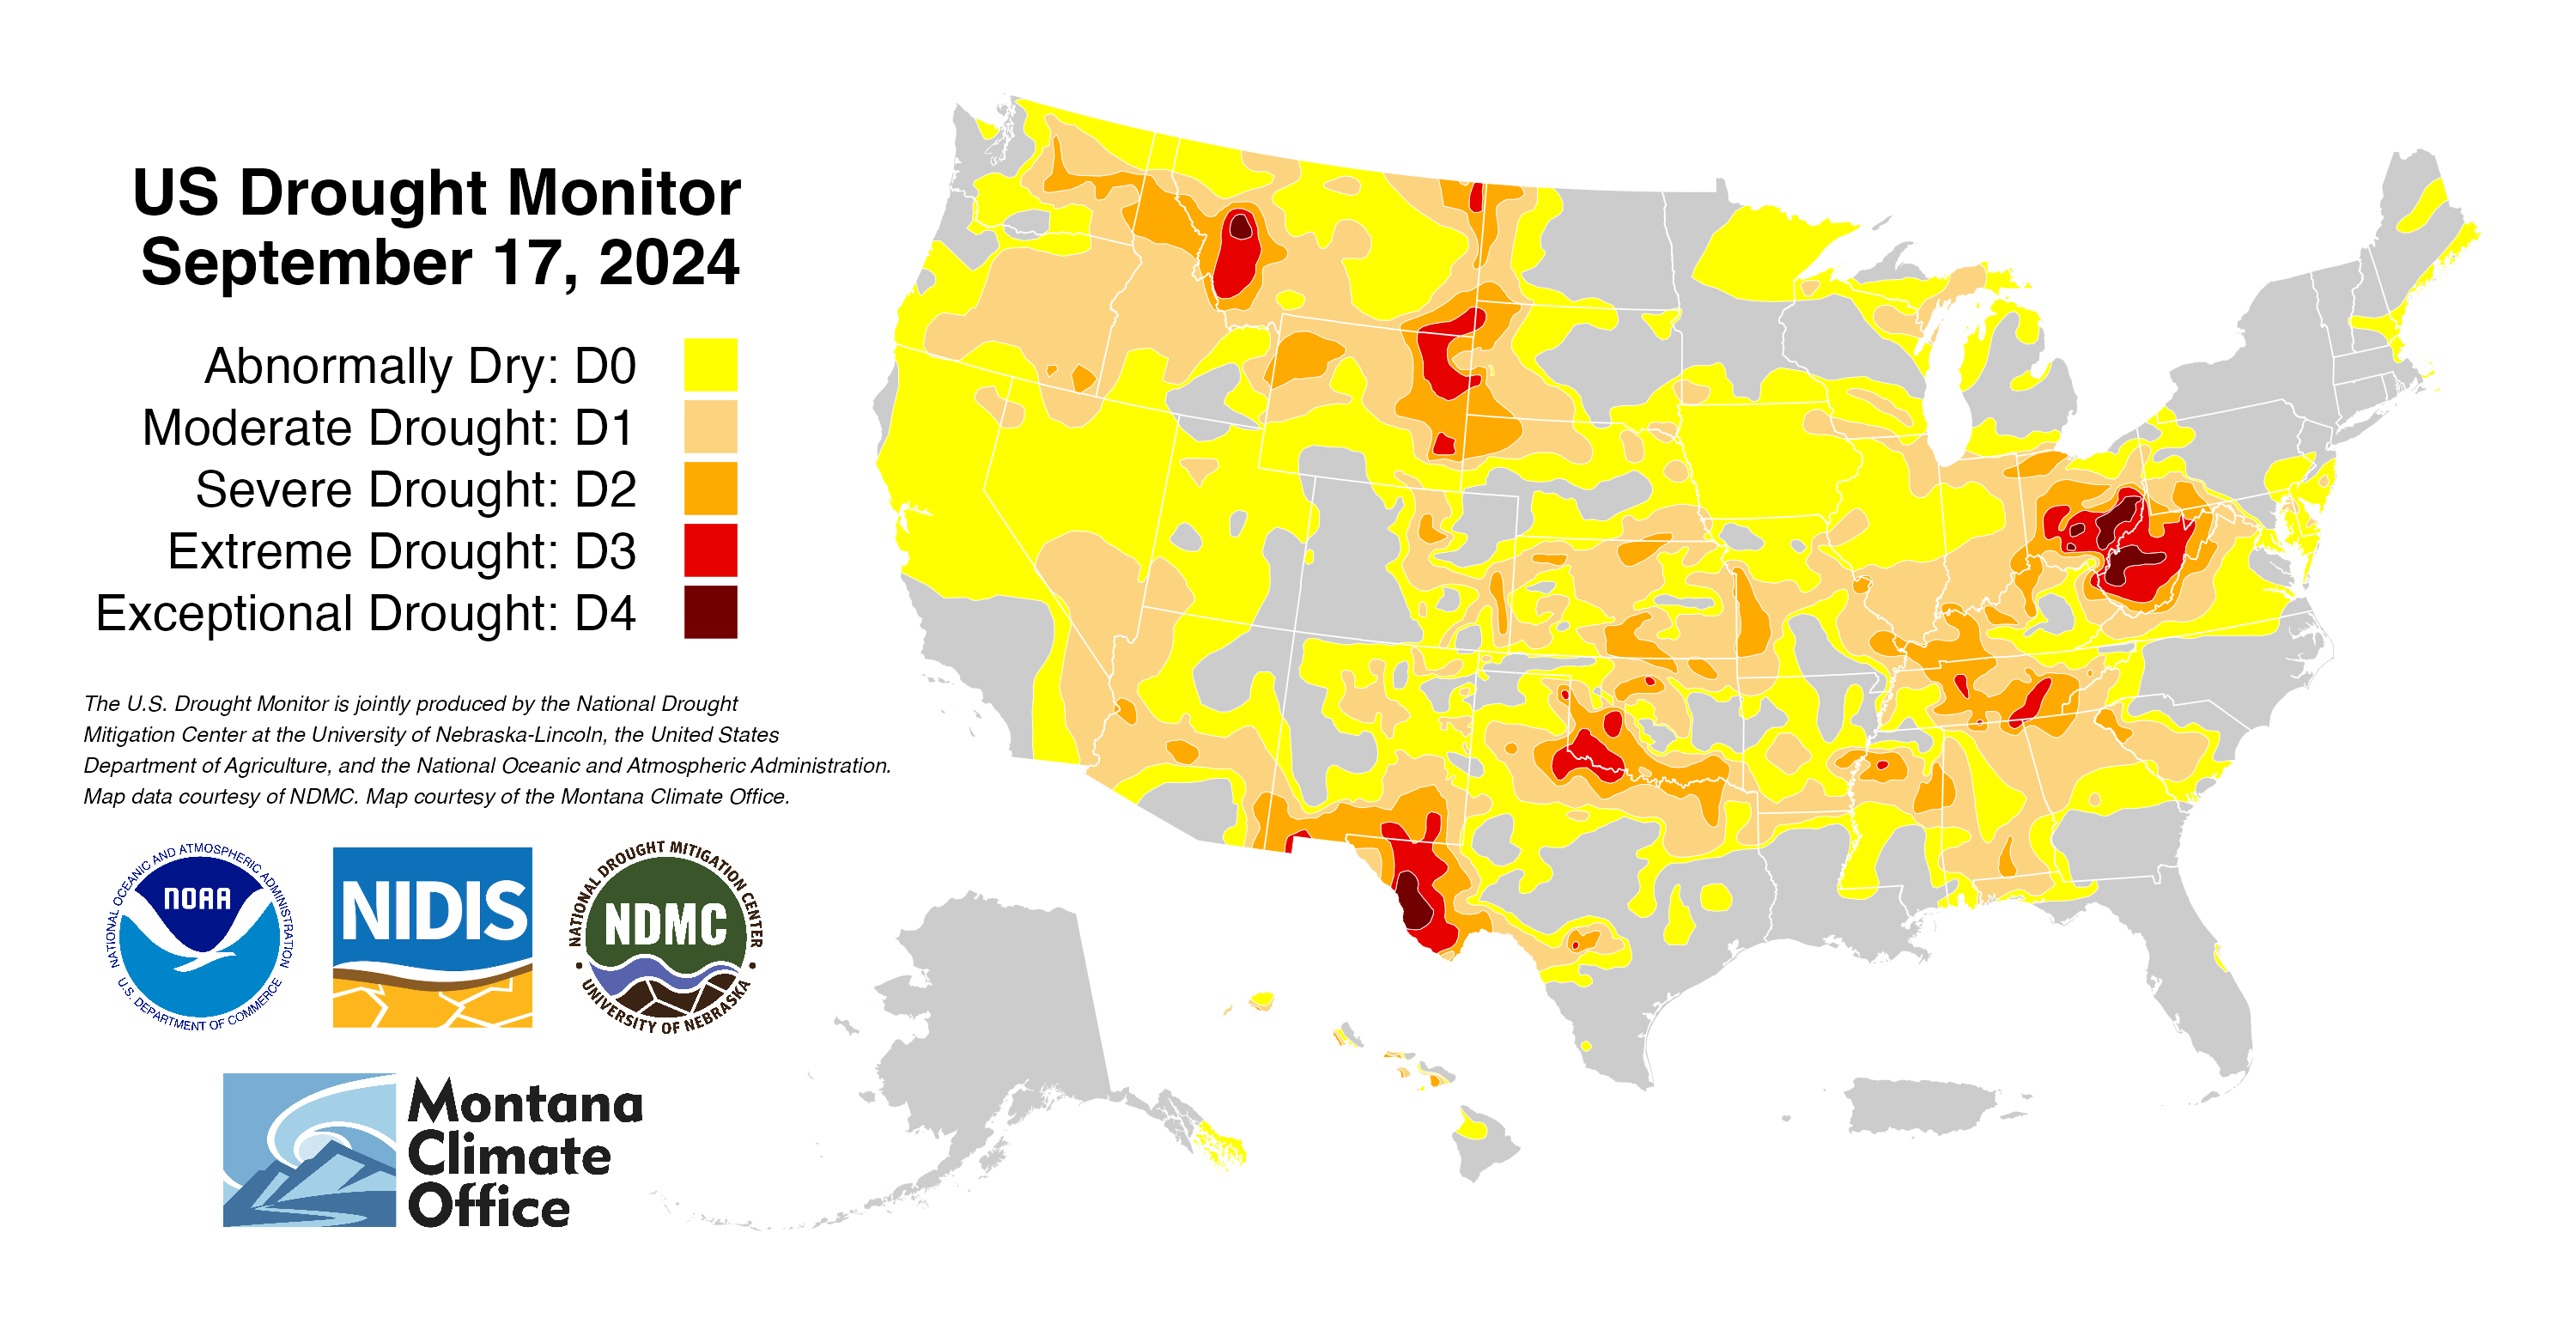 US Drought Monitor
September 17, 2024
Abnormally Dry: D0
Moderate Drought: D1
Severe Drought: D2
Extreme Drought: D3
Exceptional Drought: D4
The U.S. Drought Monitor is jointly produced by the National Drought
Mitigation Center at the University of Nebraska-Lincoln, the United States
Department of Agriculture, and the National Oceanic and Atmospheric Administration.
Map data courtesy of NDMC. Map courtesy of the Montana Climate Office.
NATIONAL OCEANIC AND ATMOSPHERIC ADMINISTRATION
NOAA
U.S. DEPARTMENT OF COMMERCE
NIDIS
NATIONAL DROUGHT MITIGATION CENTER
NDMC
UNIVERSITY OF NEBRASKA
Montana
Climate
Office